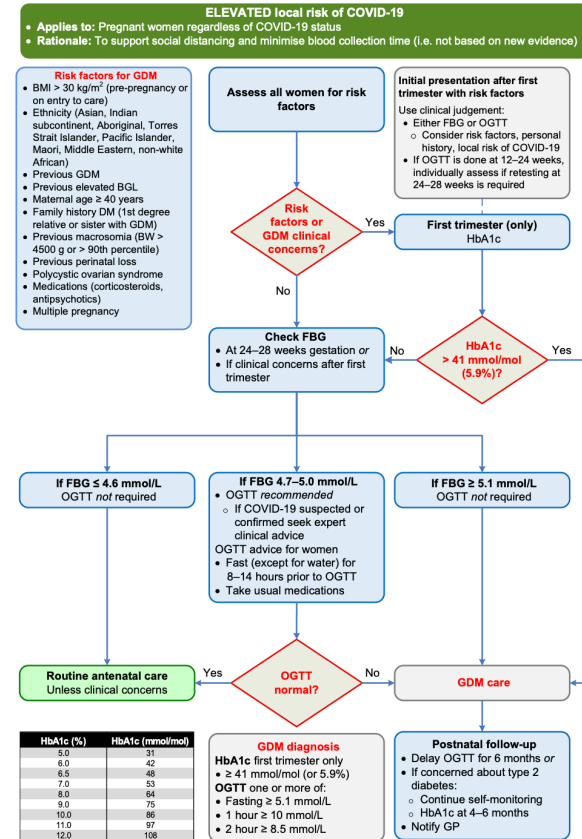 ELEVATED local risk of COVID-19
• Applies to: Pregnant women regardless of COVID-19 status
• Rationale: To support social distancing and minimise blood collection time (i.e. not based on new evidence)
Risk factors for GDM
• BMI > 30 kg/m² (pre-pregnancy or
on entry to care)
• Ethnicity (Asian, Indian
subcontinent, Aboriginal, Torres
Strait Islander, Pacific Islander,
Maori, Middle Eastern, non-white
African)
• Previous GDM
• Previous elevated BGL
• Maternal age ≥ 40 years
• Family history DM (1st degree
relative or sister with GDM)
• Previous macrosomia (BW >
4500 g or > 90th percentile)
• Previous perinatal loss
• Polycystic ovarian syndrome
• Medications (corticosteroids,
antipsychotics)
• Multiple pregnancy
Assess all women for risk
factors
Initial presentation after first
trimester with risk factors
Use clinical judgement:
• Either FBG or OGTT
o Consider risk factors, personal
history, local risk of COVID-19
• If OGTT is done at 12–24 weeks,
individually assess if retesting at
24–28 weeks is required
Risk
factors or
GDM clinical
concerns?
Yes
First trimester (only)
HbA1c
No
HbA1c
> 41 mmol/mol
(5.9%)?
No
Yes
Check FBG
• At 24–28 weeks gestation or
• If clinical concerns after first
trimester
If FBG ≤ 4.6 mmol/L
OGTT not required
If FBG 4.7–5.0 mmol/L
• OGTT recommended
o If COVID-19 suspected or
confirmed seek expert
clinical advice
OGTT advice for women
• Fast (except for water) for
8–14 hours prior to OGTT
• Take usual medications
If FBG ≥ 5.1 mmol/L
OGTT not required
Routine antenatal care
Unless clinical concerns
Yes
OGTT
normal?
No
GDM care
HbA1c (%) HbA1c (mmol/mol)
5.0 31
6.0 42
6.5 48
7.0 53
8.0 64
9.0 75
10.0 86
11.0 97
12.0 108
GDM diagnosis
HbA1c first trimester only
• ≥ 41 mmol/mol (or 5.9%)
OGTT one or more of:
• Fasting ≥ 5.1 mmol/L
• 1 hour ≥ 10 mmol/L
• 2 hour ≥ 8.5 mmol/L
Postnatal follow-up
• Delay OGTT for 6 months or
• If concerned about type 2
diabetes:
o Continue self-monitoring
o HbA1c at 4–6 months
• Notify GP